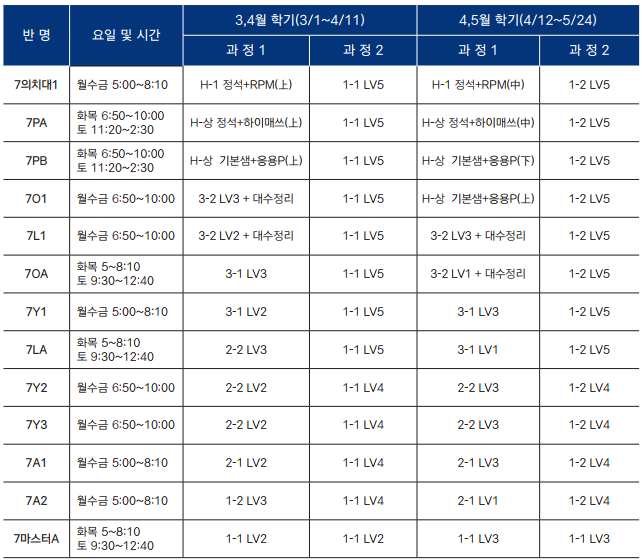 반 명 요일 및 시간 3,4월 학기(3/1~4/11) 4,5월 학기(4/12~5/24)
과 정 1 과 정 2 과 정 1 과 정 2
7의치대1 월수금 5:00~8:10 H-1 정석+RPM(上) 1-1 LV5 H-1 정석+RPM(中) 1-2 LV5
7PA 화목 6:50~10:00 H-상 정석+하이매쓰(上) 1-1 LV5 H-상 정석+하이매쓰(中) 1-2 LV5
토 11:20~2:30
7PB 화목 6:50~10:00 H-상 기본샘+응용P(上) 1-1 LV5 H-상 기본샘+응용P(下) 1-2 LV5
토 11:20~2:30
7O1 월수금 6:50~10:00 3-2 LV3 + 대수정리 1-1 LV5 H-상 기본샘+응용P(上) 1-2 LV5
7L1 월수금 6:50~10:00 3-2 LV2 + 대수정리 1-1 LV5 3-2 LV3 + 대수정리 1-2 LV5
7OA 화목 5~8:10 3-1 LV3 1-1 LV5 3-2 LV1 + 대수정리 1-2 LV5
토 9:30~12:40
7Y1 월수금 5:00~8:10 3-1 LV2 1-1 LV5 3-1 LV3 1-2 LV5
7LA 화목 5~8:10 2-2 LV3 1-1 LV5 3-1 LV1 1-2 LV5
토 9:30~12:40
7Y2 월수금 6:50~10:00 2-2 LV2 1-1 LV4 2-2 LV3 1-2 LV4
7Y3 월수금 6:50~10:00 2-2 LV2 1-1 LV4 2-2 LV3 1-2 LV4
7A1 월수금 5:00~8:10 2-1 LV2 1-1 LV4 2-1 LV3 1-2 LV4
7A2 월수금 5:00~8:10 1-2 LV3 1-1 LV4 2-1 LV1 1-2 LV4
7마스터A 화목 5~8:10 1-1 LV2 1-1 LV2 1-1 LV3 1-1 LV3
토 9:30~12:40